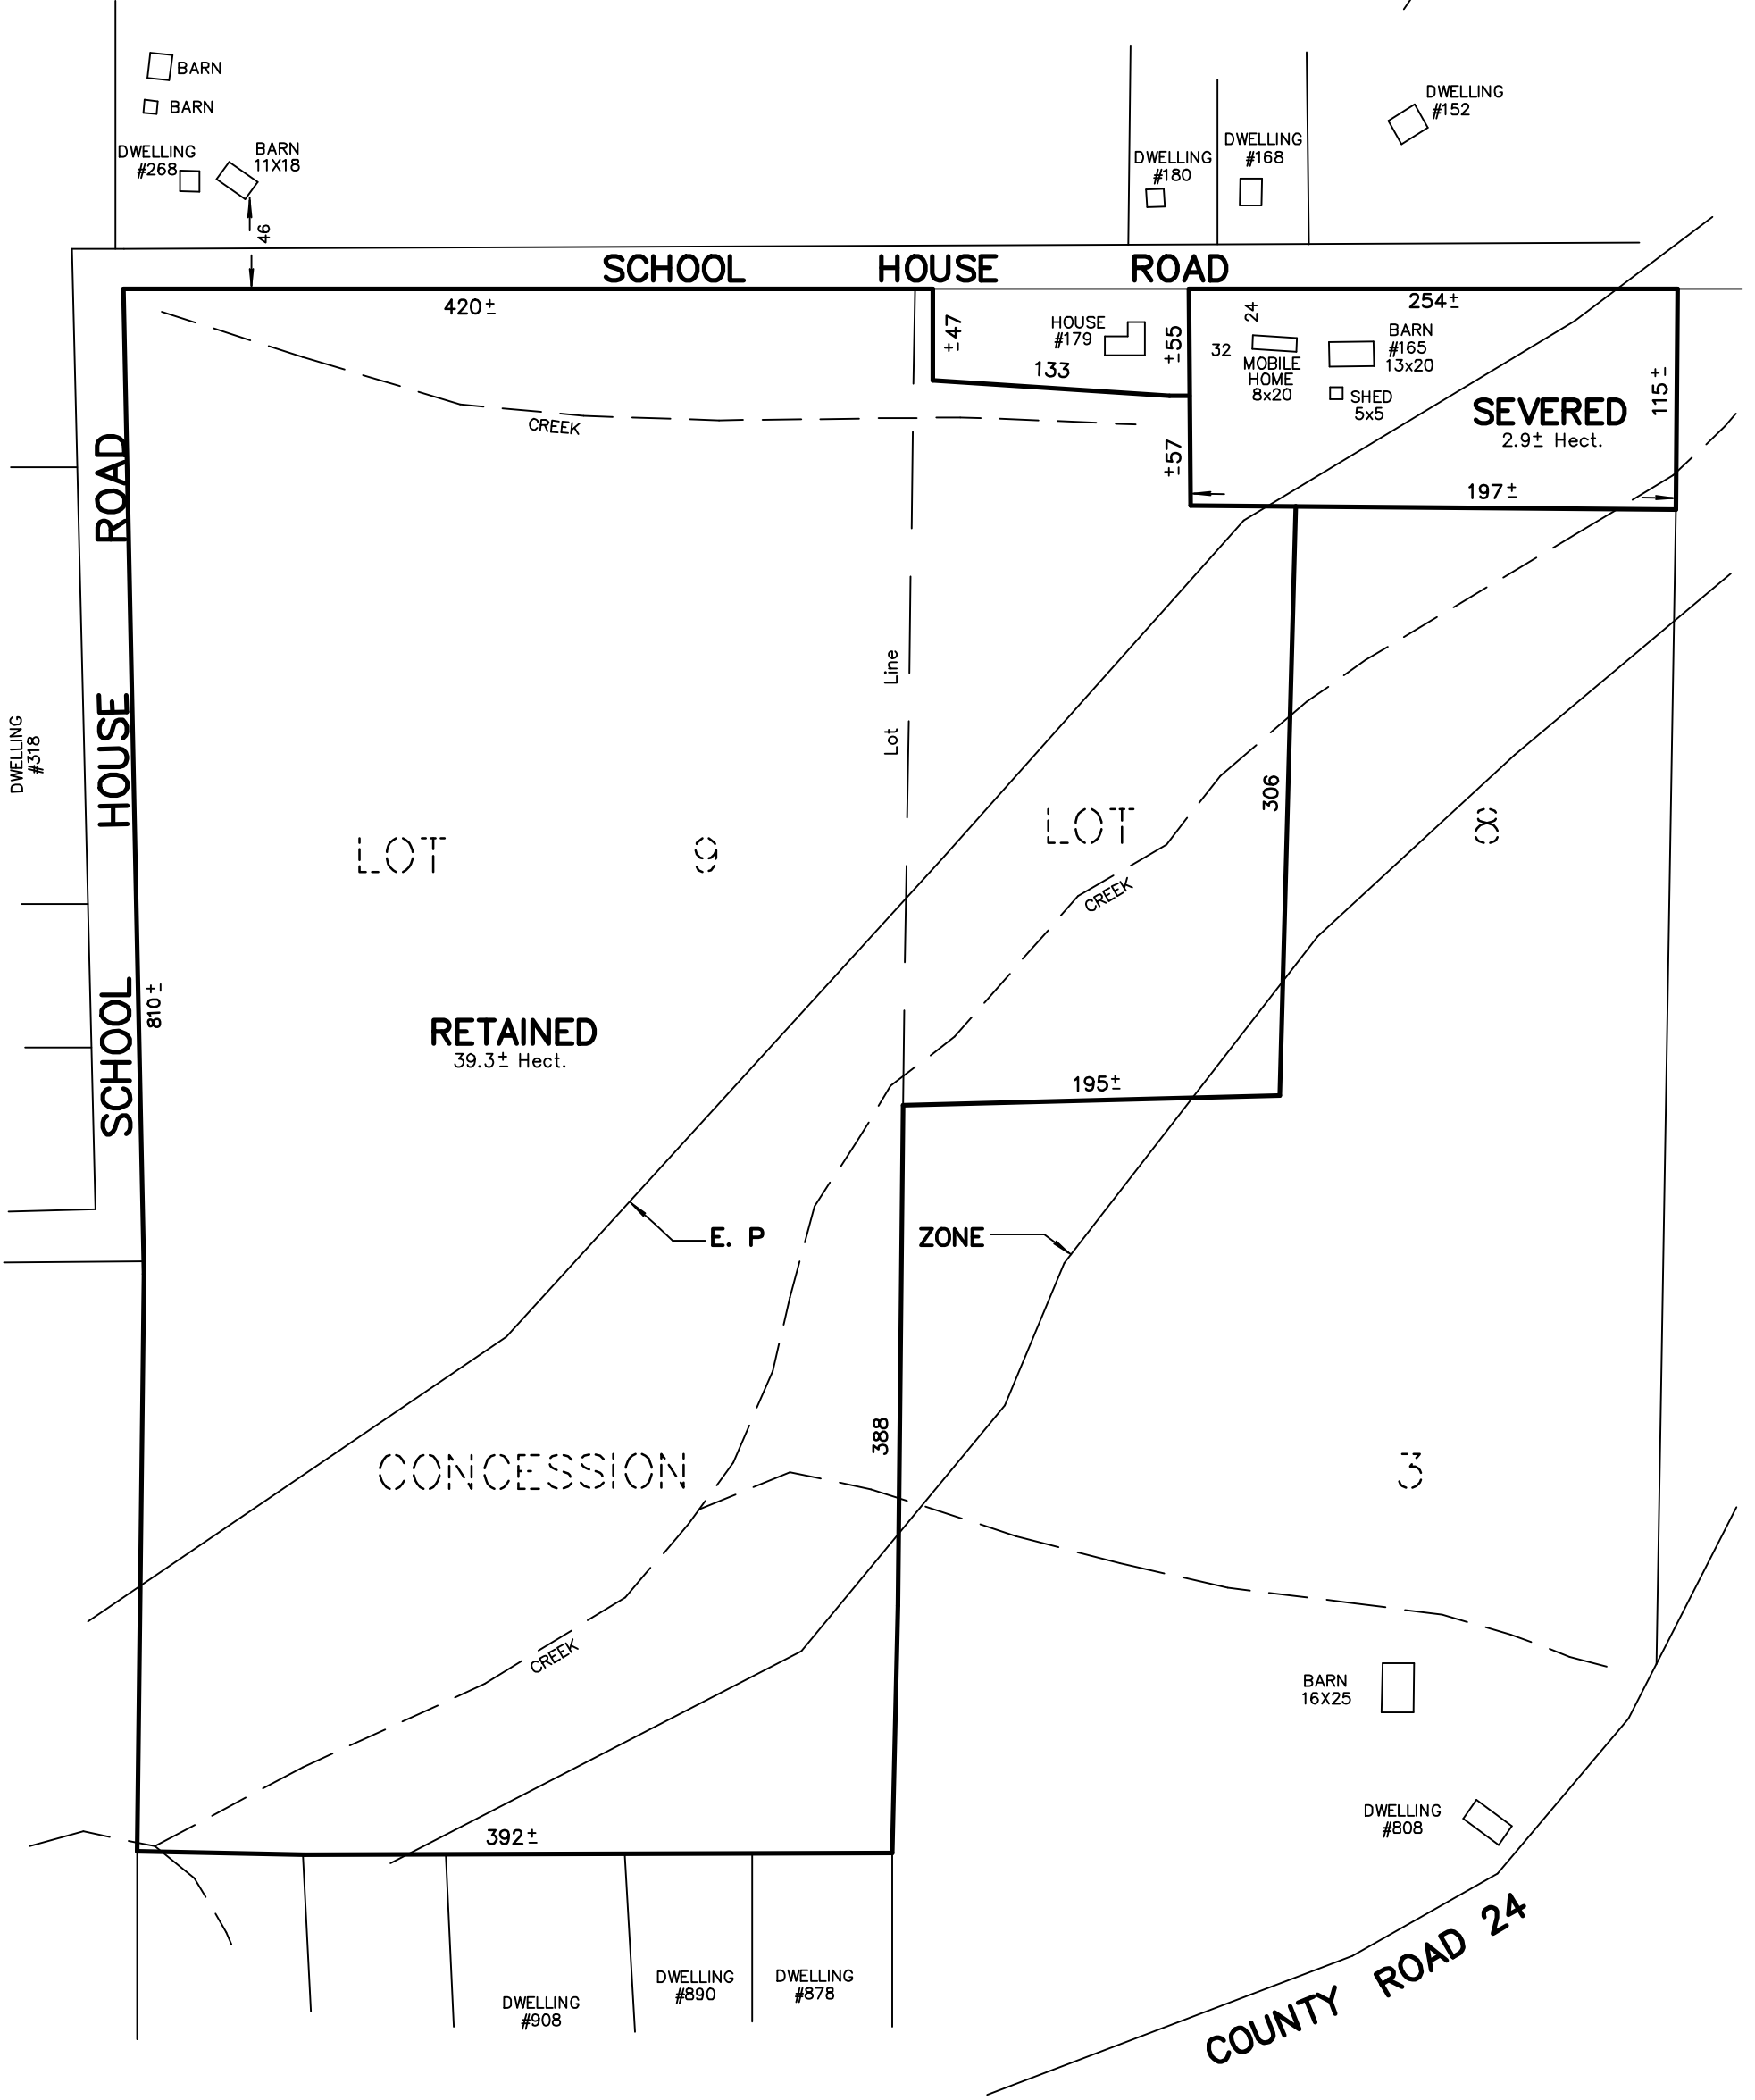 BARN
BARN
DWELLING
#268
BARN
11X18
46
DWELLING
#180
DWELLING
#168
DWELLING
#152
SCHOOL HOUSE ROAD
420±
±47
HOUSE
#179
133
±55
±57
254±
24
32
MOBILE
HOME
8x20
BARN
#165
13x20
SHED
5x5
115±
SEVERED
2.9± Hect.
197±
CREEK
SCHOOL HOUSE ROAD
810±
DWELLING
#318
Lot Line
LOT 9
LOT 8
306
CREEK
RETAINED
39.3± Hect.
195±
E. P
ZONE
388
CONCESSION 3
CREEK
BARN
16X25
392±
DWELLING
#808
DWELLING
#908
DWELLING
#890
DWELLING
#878
COUNTY ROAD 24